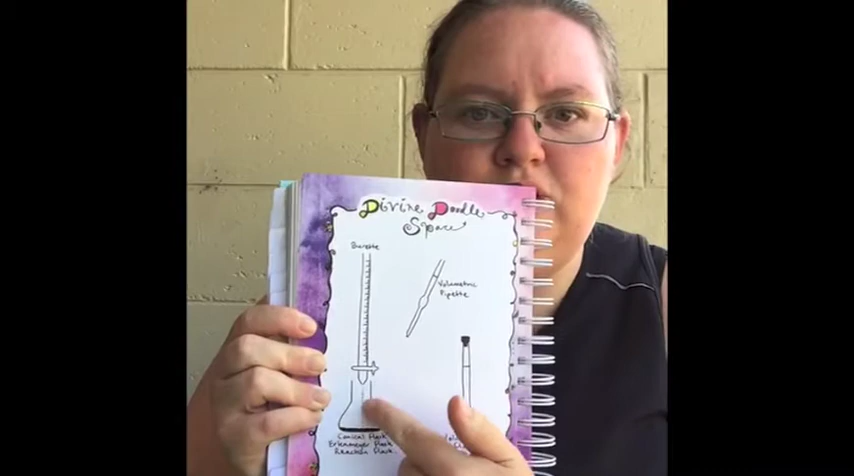 Divine Doodle
Space
Burette
Volumetric
Pipette
Conical Flask
Erlenmeyer Flask
Reaction Flask